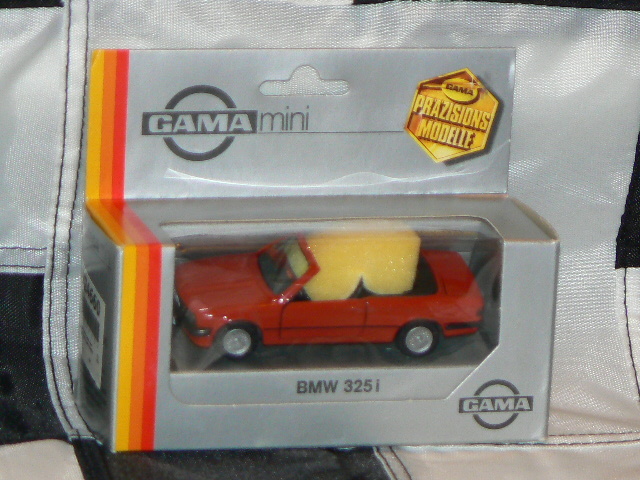 GAMA mini
GAMA
PRÄZISIONS
MODELLE
BMW 325i
GAMA